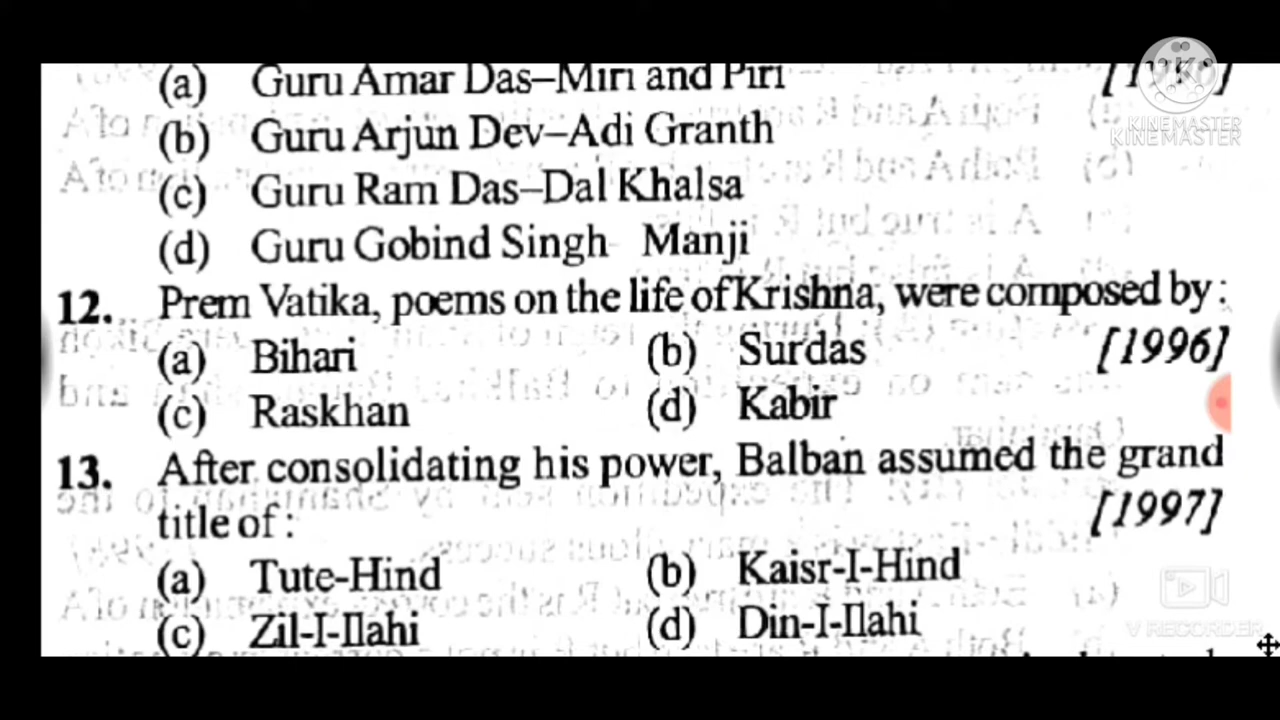 (a) Guru Amar Das–Miri and Piri
(b) Guru Arjun Dev–Adi Granth
(c) Guru Ram Das–Dal Khalsa
(d) Guru Gobind Singh Manji
12. Prem Vatika, poems on the life of Krishna, were composed by :
(a) Bihari (b) Surdas [1996]
(c) Raskhan (d) Kabir
13. After consolidating his power, Balban assumed the grand
title of : [1997]
(a) Tute-Hind (b) Kaisr-I-Hind
(c) Zil-I-Ilahi (d) Din-I-Ilahi
KINEMASTER
KINEMASTER
V RECORDER